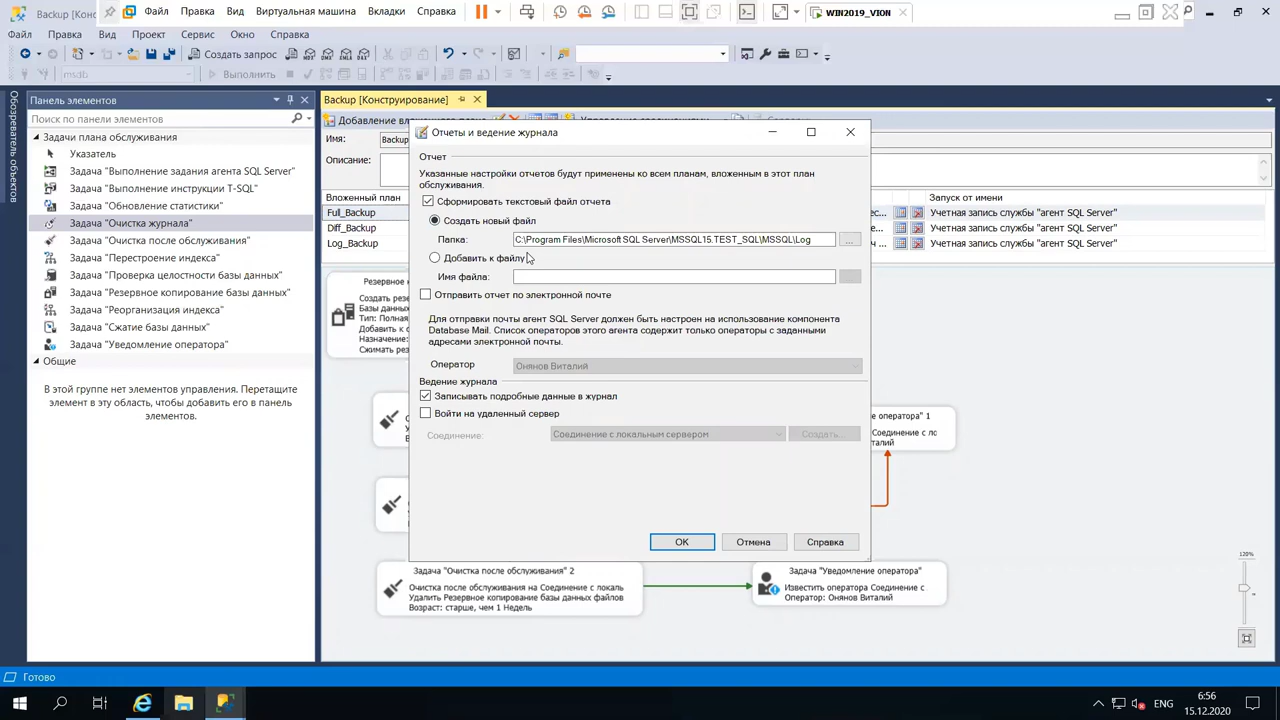 Backup [Ко
Файл
Правка
Вид
Виртуальная машина
Вкладки
Справка
WIN2019_VION
Файл
Правка
Вид
Проект
Сервис
Окно
Справка
Создать запрос
msdb
Выполнить
Обозреватель объектов
Панель элементов
Поиск по панели элементов
Задачи плана обслуживания
Указатель
Задача "Выполнение задания агента SQL Server"
Задача "Выполнение инструкции T-SQL"
Задача "Обновление статистики"
Задача "Очистка журнала"
Задача "Очистка после обслуживания"
Задача "Перестроение индекса"
Задача "Проверка целостности базы данных"
Задача "Резервное копирование базы данных"
Задача "Реорганизация индекса"
Задача "Сжатие базы данных"
Задача "Уведомление оператора"
Общие
В этой группе нет элементов управления. Перетащите
элемент в эту область, чтобы добавить его в панель
элементов.
Backup [Конструирование]
Имя:
Backup
Описание:
Вложенный план
Запуск от имени
Full_Backup
Учетная запись службы "агент SQL Server"
Diff_Backup
Учетная запись службы "агент SQL Server"
Log_Backup
Учетная запись службы "агент SQL Server"
Отчеты и ведение журнала
Отчет
Указанные настройки отчетов будут применены ко всем планам, вложенным в этот план
обслуживания.
Сформировать текстовый файл отчета
Создать новый файл
Папка:
C:\Program Files\Microsoft SQL Server\MSSQL15.TEST_SQL\MSSQL\Log
...
Добавить к файлу
Имя файла:
Отправить отчет по электронной почте
Для отправки почты агент SQL Server должен быть настроен на использование компонента
Database Mail. Список операторов этого агента содержит только операторы с заданными
адресами электронной почты.
Оператор
Онянов Виталий
Ведение журнала
Записывать подробные данные в журнал
Войти на удаленный сервер
Соединение:
Соединение с локальным сервером
Создать...
OK
Отмена
Справка
Задача "Очистка после обслуживания" 2
Очистка после обслуживания на Соединение с локаль
Удалить Резервное копирование базы данных файлов
Возраст: старше, чем 1 Недель
Задача "Уведомление оператора"
Известить оператора Соединение с
Оператор: Онянов Виталий
120%
Готово
ENG
6:56
15.12.2020